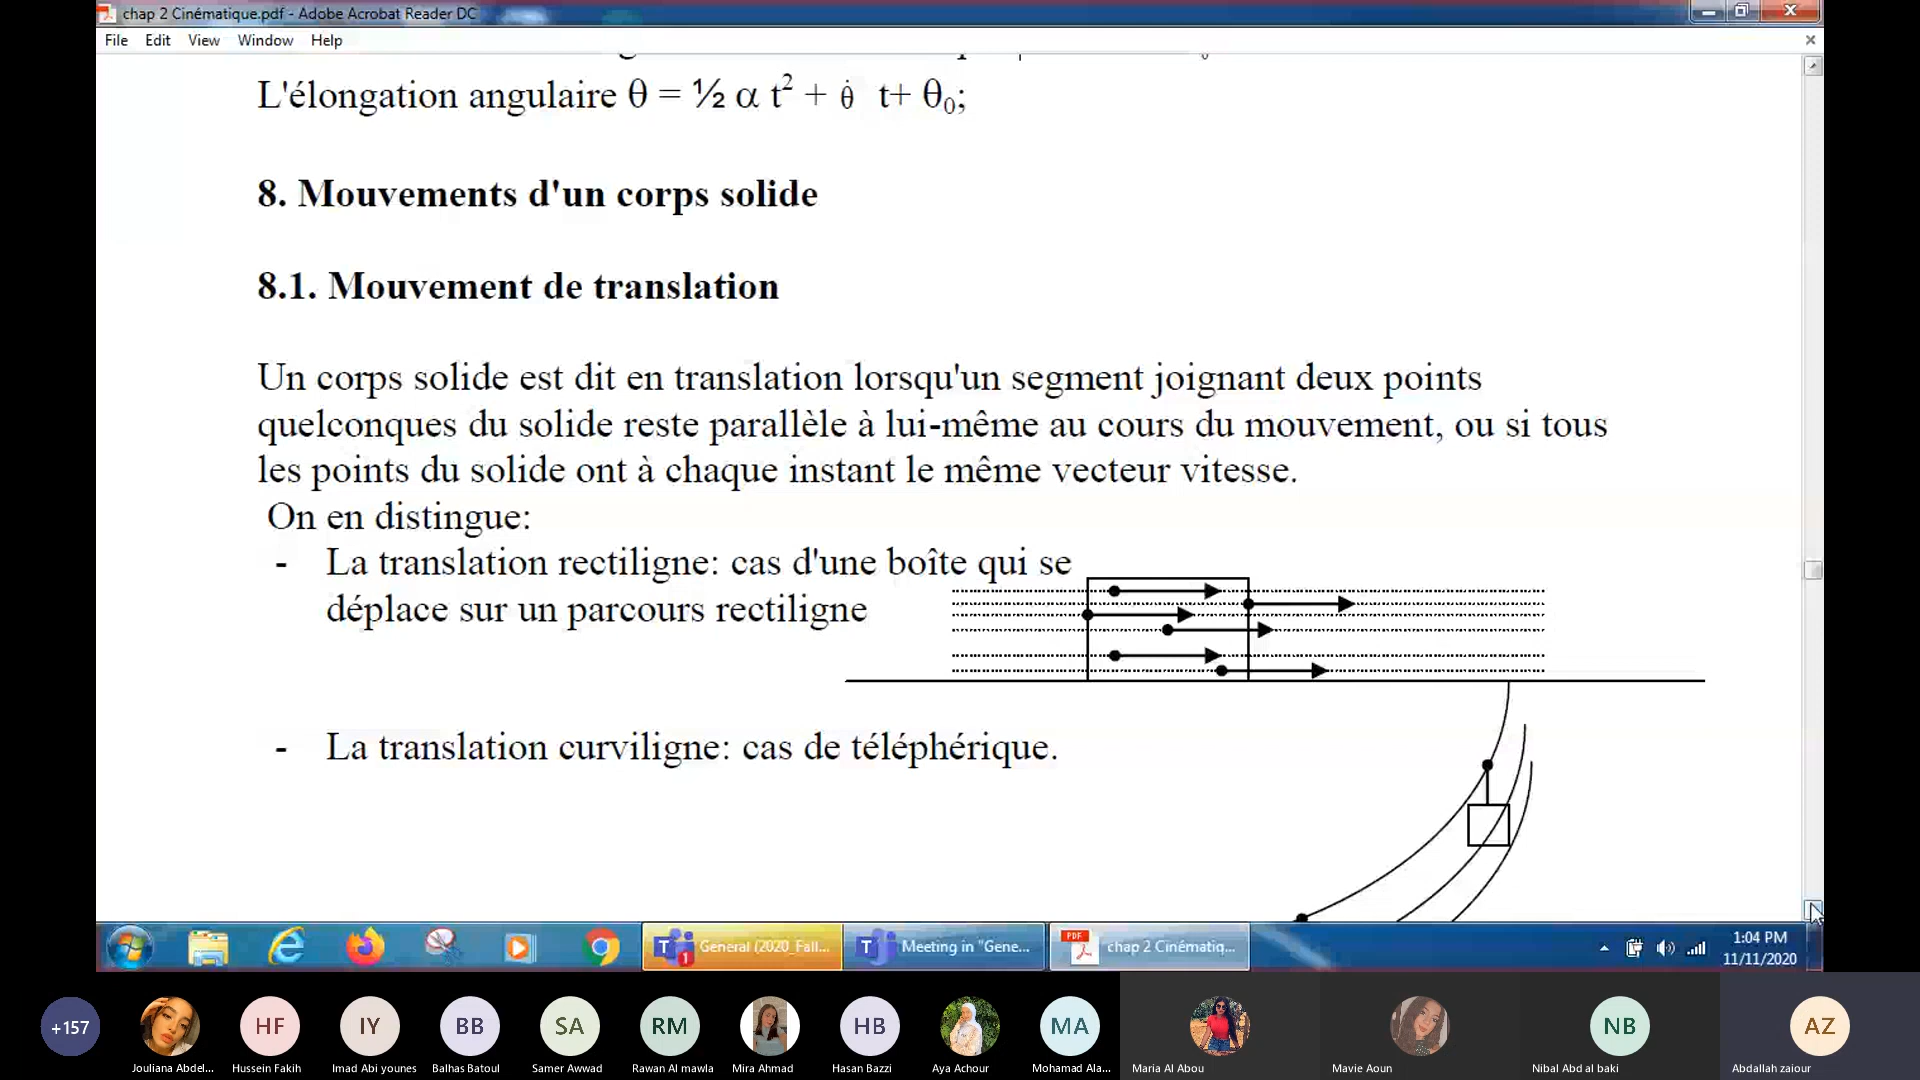 chap 2 Cinématique.pdf - Adobe Acrobat Reader DC
File Edit View Window Help
L'élongation angulaire θ = ½ α t² + θ̇ t+ θ₀;
8. Mouvements d'un corps solide
8.1. Mouvement de translation
Un corps solide est dit en translation lorsqu'un segment joignant deux points
quelconques du solide reste parallèle à lui-même au cours du mouvement, ou si tous
les points du solide ont à chaque instant le même vecteur vitesse.
On en distingue:
- La translation rectiligne: cas d'une boîte qui se
déplace sur un parcours rectiligne
- La translation curviligne: cas de téléphérique.
General (2020_Fall... Meeting in "Gene... chap 2 Cinématiq...
1
PDF
1:04 PM
11/11/2020
+157 HF IY BB SA RM HB MA NB AZ
Jouliana Abdel... Hussein Fakih Imad Abi younes Balhas Batoul Samer Awwad Rawan Al mawla Mira Ahmad Hasan Bazzi Aya Achour Mohamad Ala... Maria Al Abou Mavie Aoun Nibal Abd al baki Abdallah zaiour